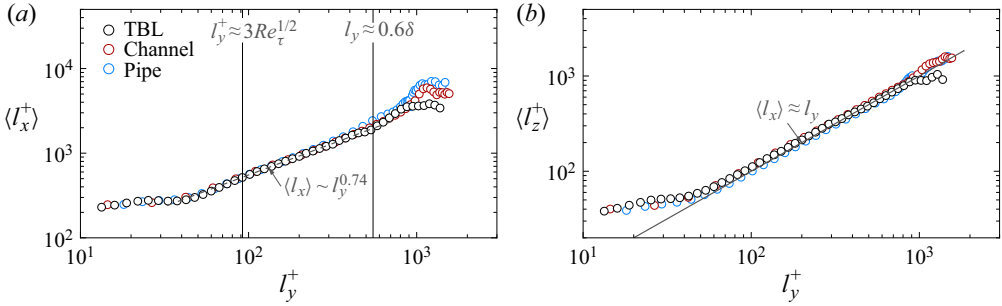 (a)
l_y^+ ≈ 3Re_τ^{1/2}
l_y ≈ 0.6δ
TBL
Channel
Pipe
10^4
⟨l_x^+⟩
10^3
⟨l_x⟩ ~ l_y^{0.74}
10^2
10^1
10^2
10^3
l_y^+
(b)
10^3
⟨l_z^+⟩
⟨l_x⟩ ≈ l_y
10^2
10^1
10^2
10^3
l_y^+